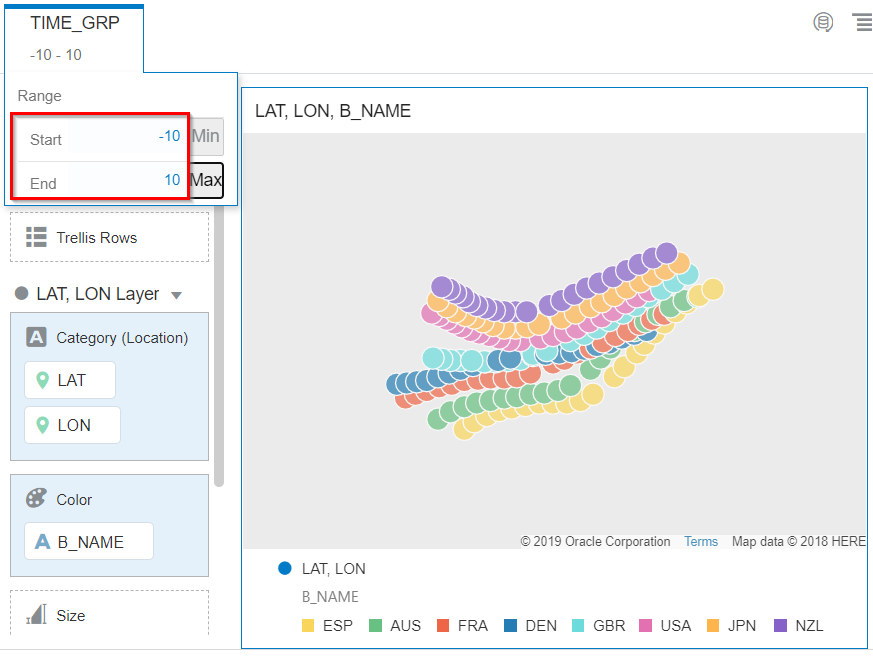 TIME_GRP
-10 - 10
Range
Start -10 Min
End 10 Max
Trellis Rows
LAT, LON Layer
A Category (Location)
LAT
LON
Color
A B_NAME
Size
LAT, LON, B_NAME
© 2019 Oracle Corporation Terms Map data © 2018 HERE
LAT, LON
B_NAME
ESP AUS FRA DEN GBR USA JPN NZL